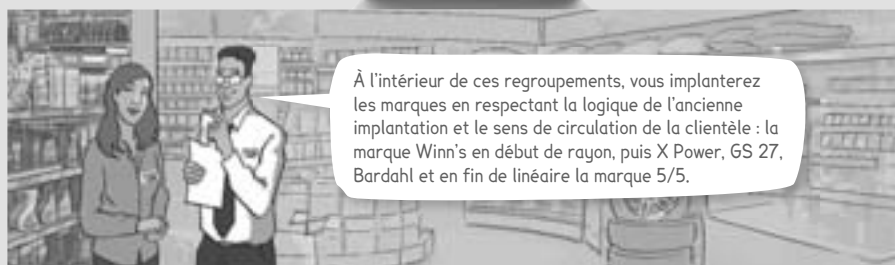 À l'intérieur de ces regroupements, vous implanterez
les marques en respectant la logique de l'ancienne
implantation et le sens de circulation de la clientèle : la
marque Winn's en début de rayon, puis X Power, GS 27,
Bardahl et en fin de linéaire la marque 5/5.